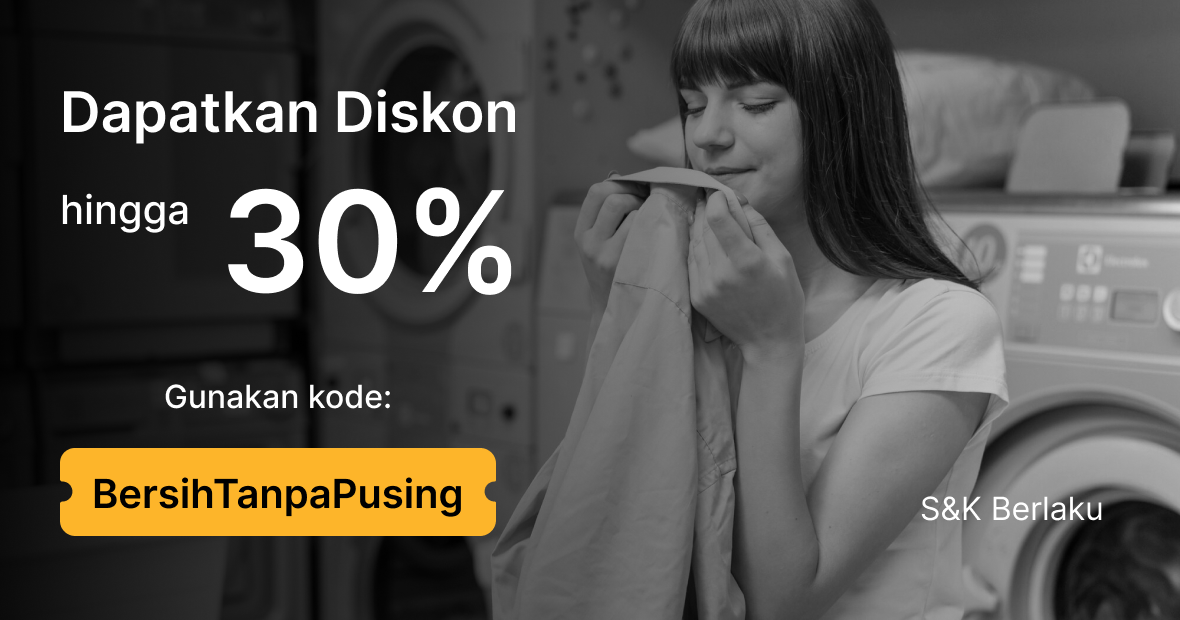 Dapatkan Diskon
hingga 30%
Gunakan kode:
BersihTanpaPusing
S&K Berlaku